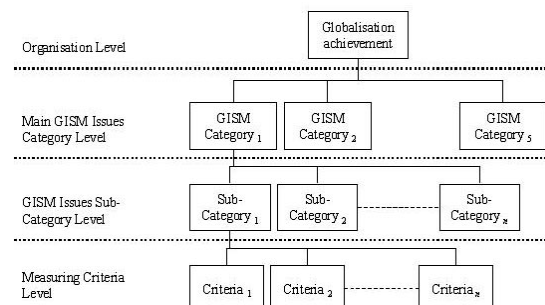 Globalisation
achievement
Organisation Level
Main GISM Issues
Category Level
GISM
Category 1
GISM
Category 2
GISM
Category 5
GISM Issues Sub-
Category Level
Sub-
Category 1
Sub-
Category 2
Sub-
Category n
Measuring Criteria
Level
Criteria 1
Criteria 2
Criteria n